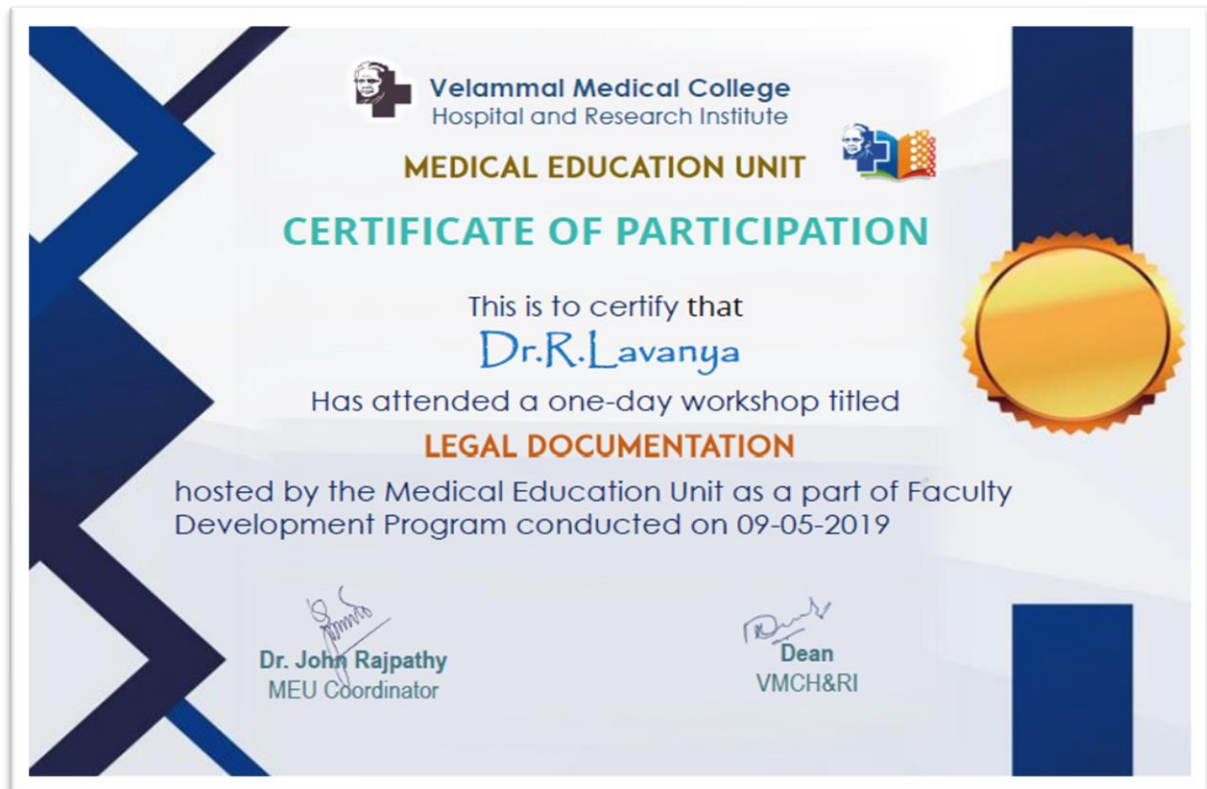 Velammal Medical College
Hospital and Research Institute
MEDICAL EDUCATION UNIT
CERTIFICATE OF PARTICIPATION
This is to certify that
Dr.R.Lavanya
Has attended a one-day workshop titled
LEGAL DOCUMENTATION
hosted by the Medical Education Unit as a part of Faculty
Development Program conducted on 09-05-2019
Dr. John Rajpathy
MEU Coordinator
Dean
VMCH&RI